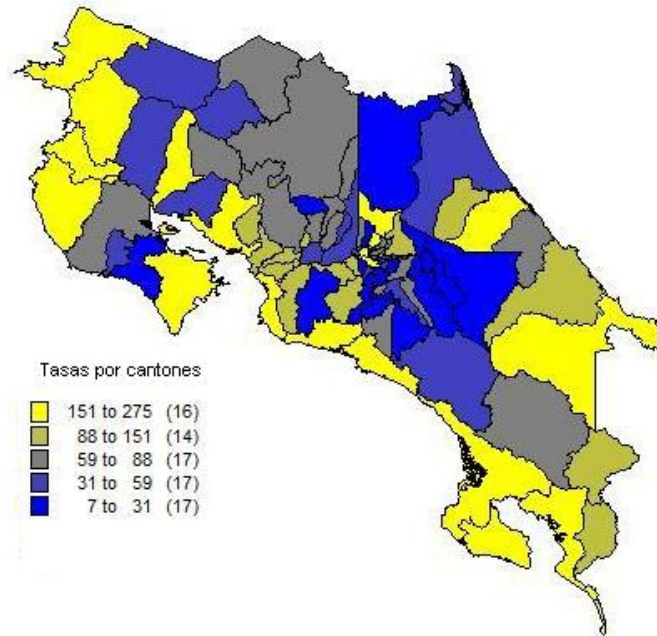 Tasas por cantones
151 to 275 (16)
88 to 151 (14)
59 to 88 (17)
31 to 59 (17)
7 to 31 (17)